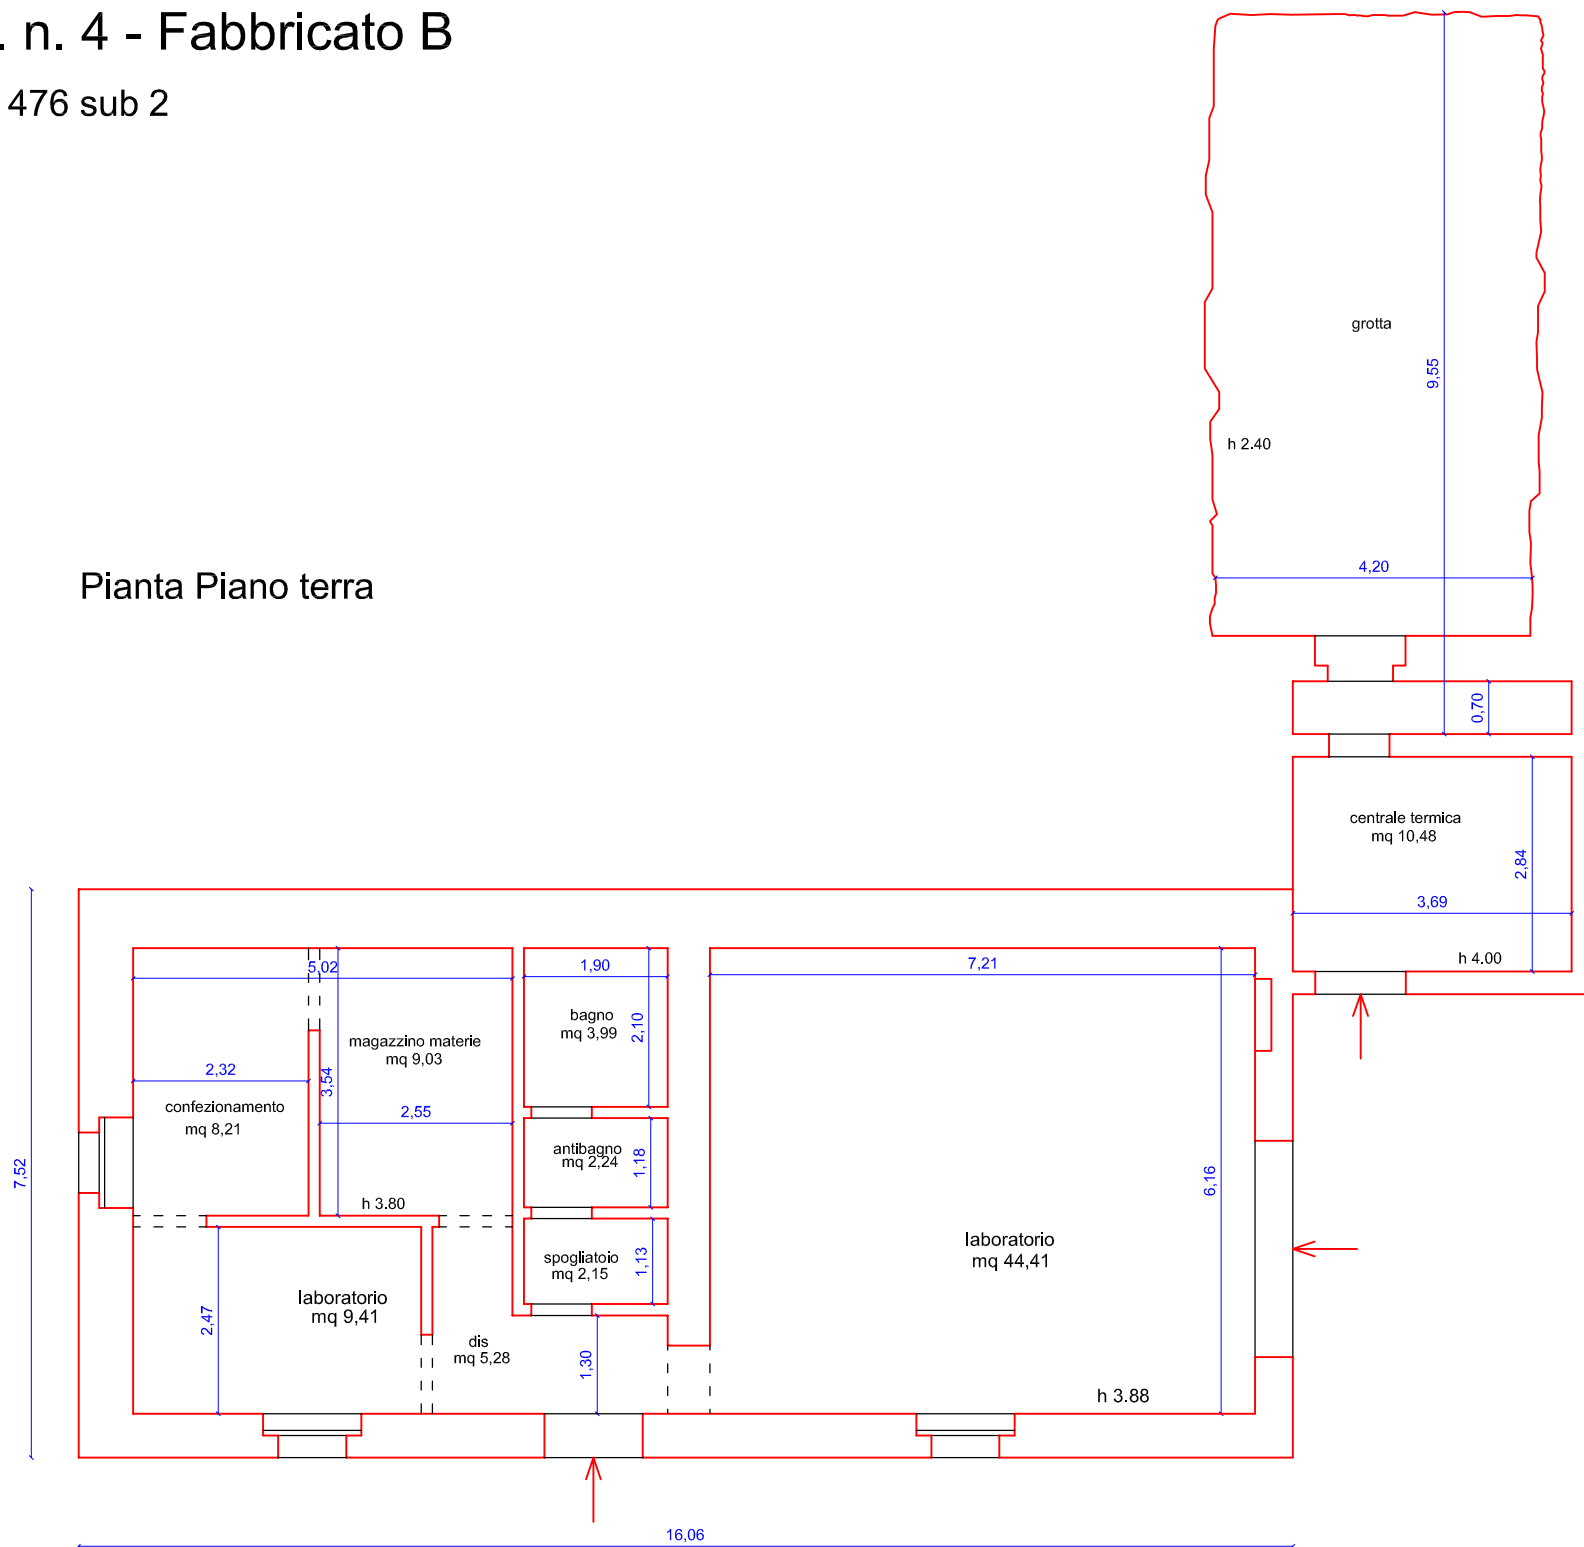 . n. 4 - Fabbricato B
476 sub 2
grotta
9,55
h 2.40
4,20
Pianta Piano terra
0,70
centrale termica
mq 10,48
2,84
3,69
h 4.00
5,02
1,90
7,21
bagno
mq 3,99
2,10
magazzino materie
mq 9,03
2,32
3,54
confezionamento
mq 8,21
2,55
antibagno
mq 2,24
1,18
7,52
6,16
h 3.80
spogliatoio
mq 2,15
1,13
laboratorio
mq 44,41
laboratorio
mq 9,41
2,47
dis
mq 5,28
1,30
h 3.88
16,06